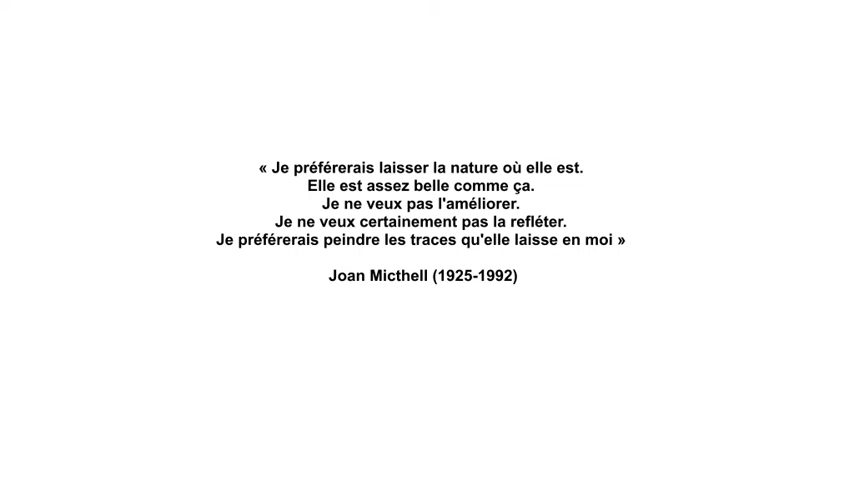 « Je préférerais laisser la nature où elle est.
Elle est assez belle comme ça.
Je ne veux pas l'améliorer.
Je ne veux certainement pas la refléter.
Je préférerais peindre les traces qu'elle laisse en moi »
Joan Micthell (1925-1992)